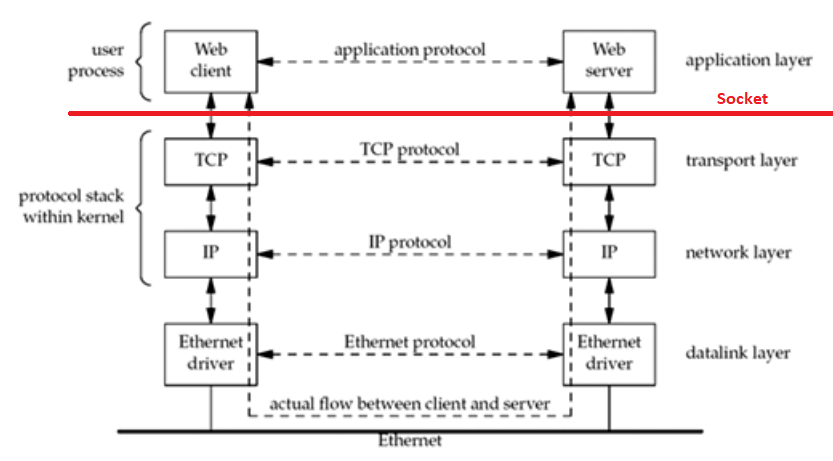 user
process
Web
client
application protocol
Web
server
application layer
Socket
protocol stack
within kernel
TCP
TCP protocol
TCP
transport layer
IP
IP protocol
IP
network layer
Ethernet
driver
Ethernet protocol
Ethernet
driver
datalink layer
actual flow between client and server
Ethernet